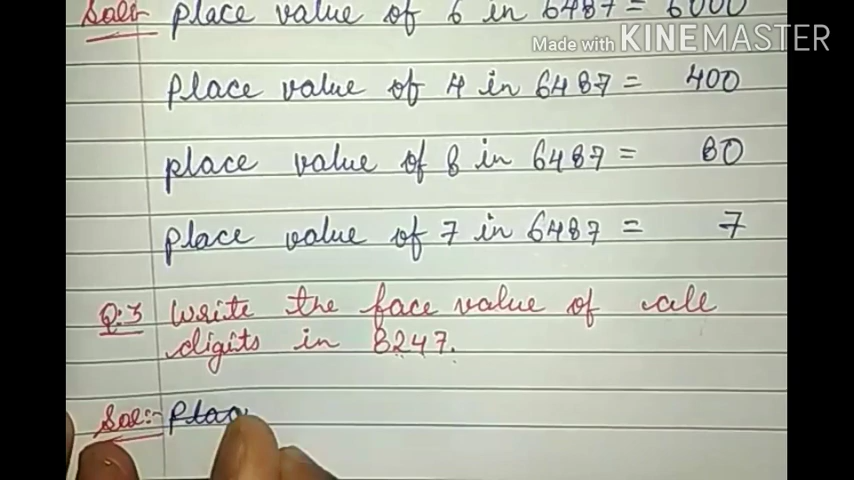 Sol:- place value of 6 in 6487 = 6000
Made with KINEMASTER
place value of 4 in 6487 = 400
place value of 8 in 6487 = 80
place value of 7 in 6487 = 7
Q:3 Write the face value of all
digits in 8247.
Sol:- Plac